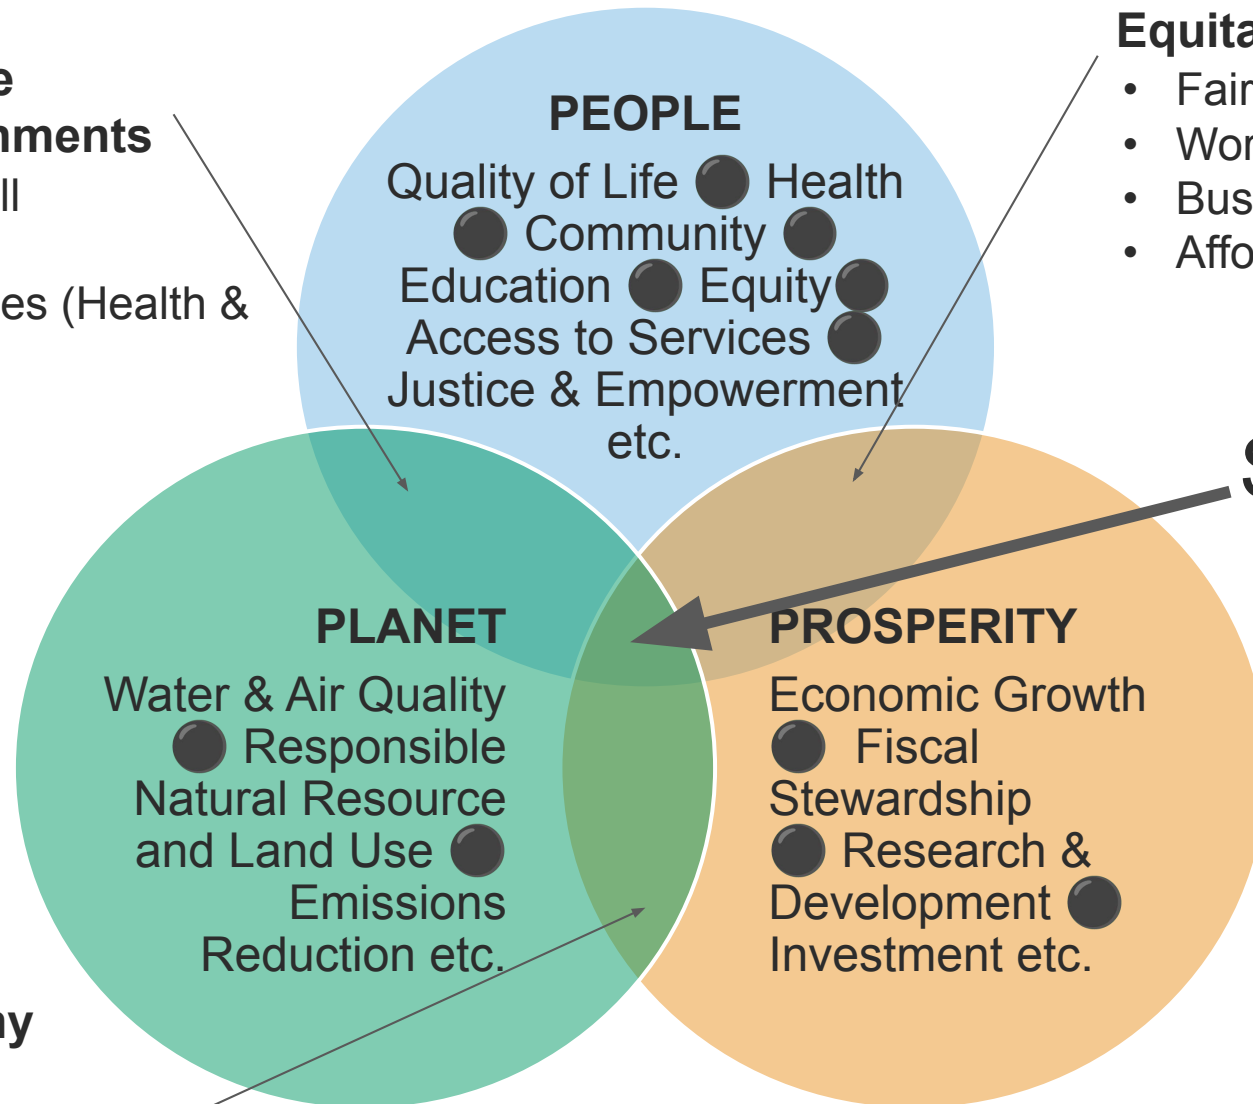 e
nments
ll
es (Health &
PEOPLE
Quality of Life ⚫ Health
⚫ Community ⚫
Education ⚫ Equity⚫
Access to Services ⚫
Justice & Empowerment
etc.
Equita
• Fair
• Wor
• Bus
• Affo
S
PLANET
Water & Air Quality
⚫ Responsible
Natural Resource
and Land Use ⚫
Emissions
Reduction etc.
PROSPERITY
Economic Growth
⚫ Fiscal
Stewardship
⚫ Research &
Development ⚫
Investment etc.
ny